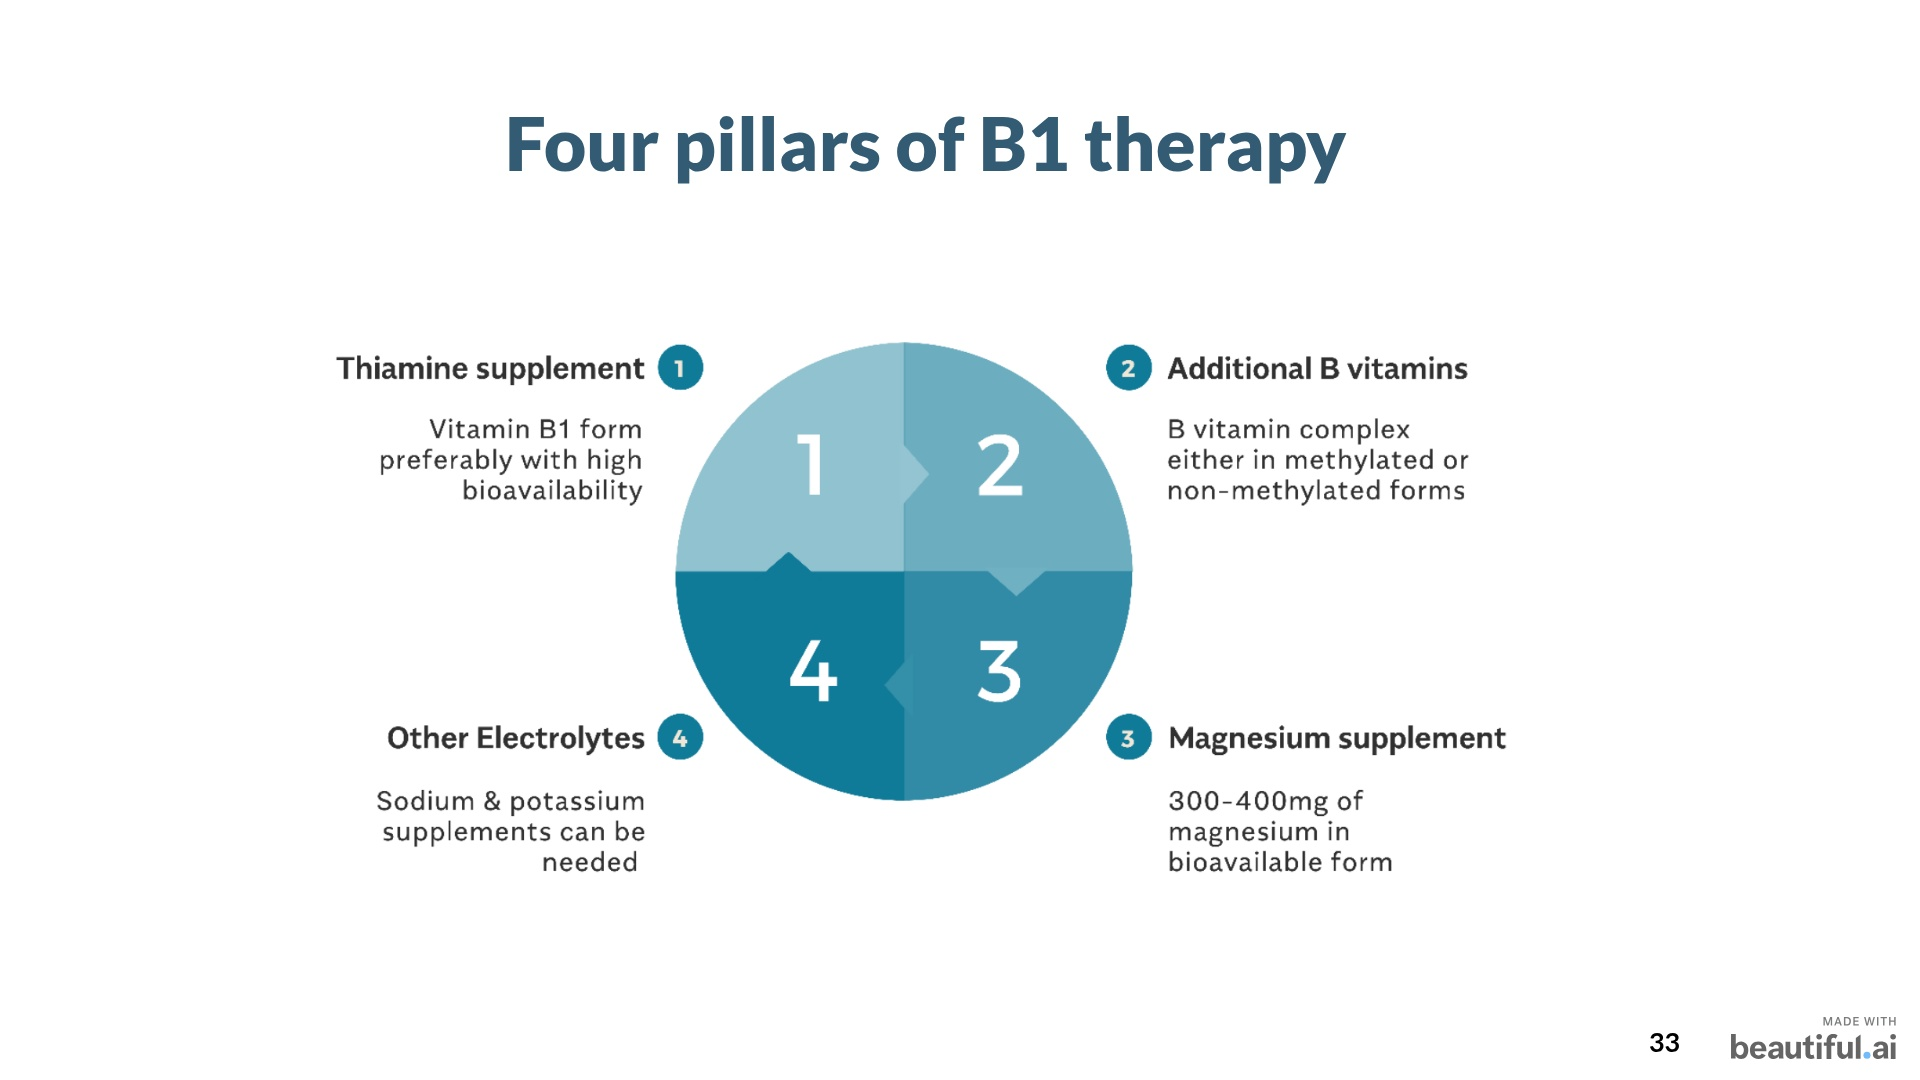 Four pillars of B1 therapy
Thiamine supplement 1
Vitamin B1 form
preferably with high
bioavailability
2 Additional B vitamins
B vitamin complex
either in methylated or
non-methylated forms
1 2
4 3
Other Electrolytes 4
Sodium & potassium
supplements can be
needed
3 Magnesium supplement
300-400mg of
magnesium in
bioavailable form
33
MADE WITH
beautiful.ai